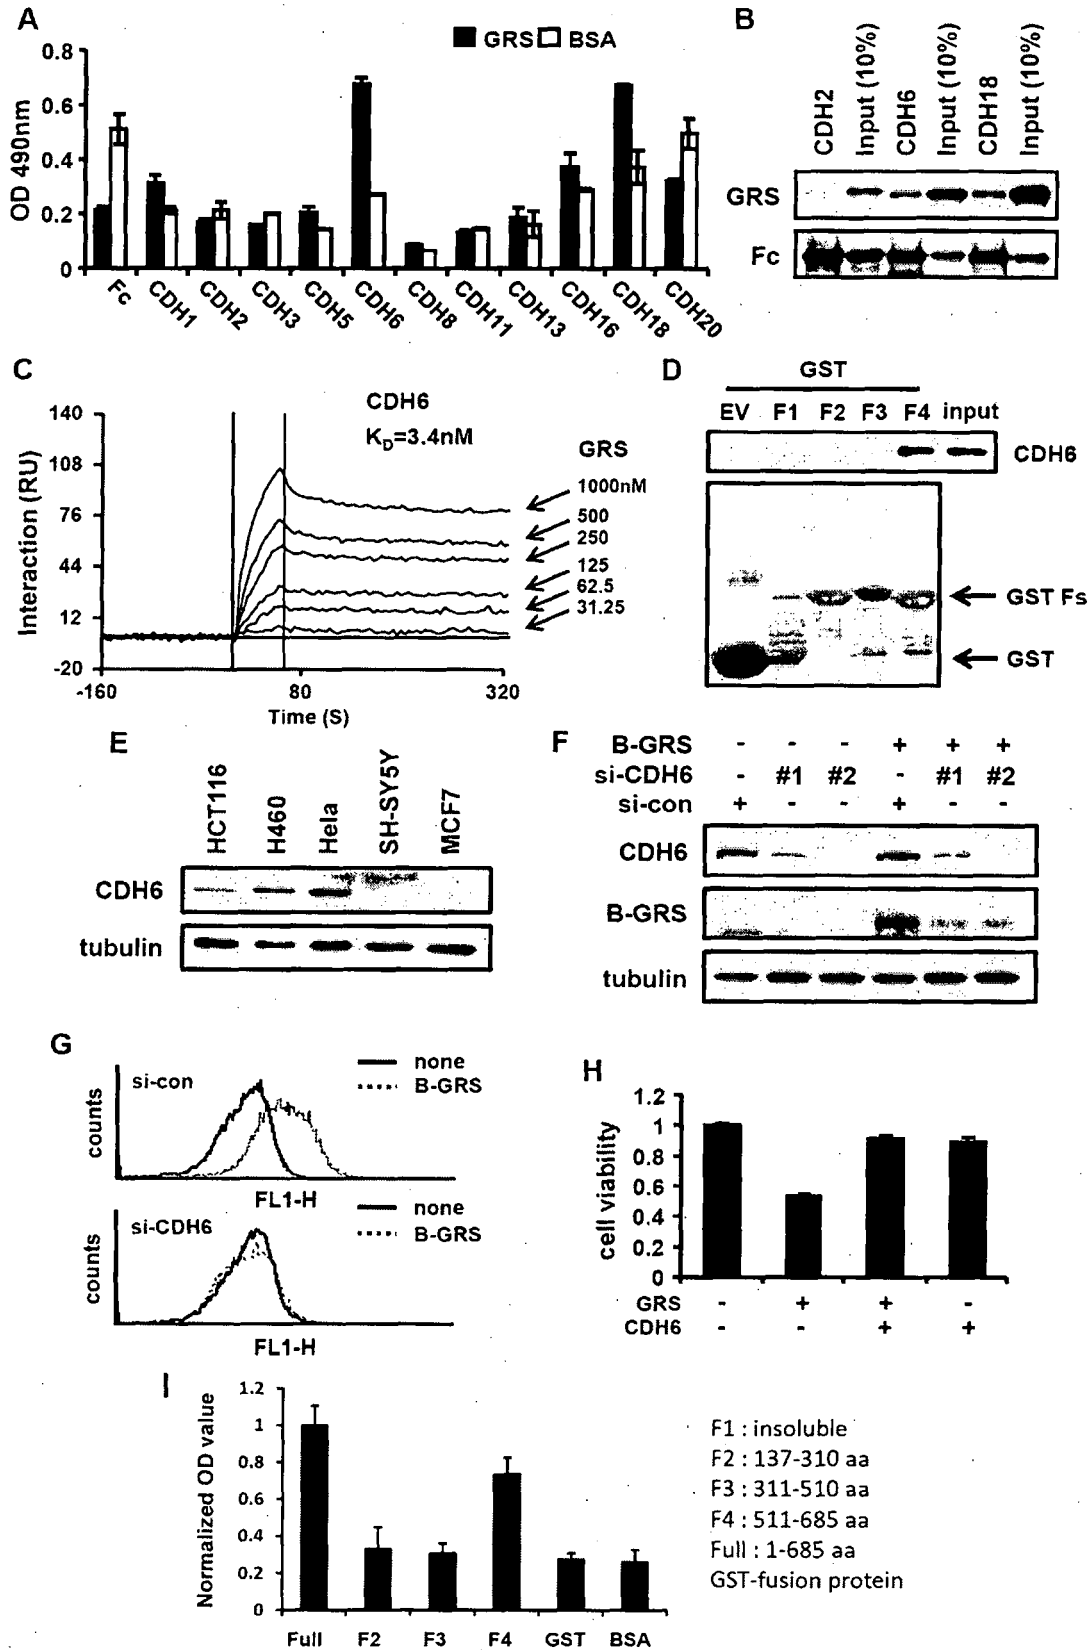 A
GRS BSA
OD 490nm
0.8
0.6
0.4
0.2
0
Fc
CDH1
CDH2
CDH3
CDH5
CDH6
CDH8
CDH11
CDH13
CDH16
CDH18
CDH20
B
CDH2
Input (10%)
CDH6
Input (10%)
CDH18
Input (10%)
GRS
Fc
C
CDH6
KD=3.4nM
GRS
Interaction (RU)
140
108
76
44
12
-20
-160 80 320
Time (S)
1000nM
500
250
125
62.5
31.25
D
GST
EV F1 F2 F3 F4 input
CDH6
GST Fs
GST
E
HCT116
H460
Hela
SH-SY5Y
MCF7
CDH6
tubulin
F
B-GRS - - - + + +
si-CDH6 - #1 #2 - #1 #2
si-con + - - + - -
CDH6
B-GRS
tubulin
G
si-con
none
B-GRS
counts
FL1-H
si-CDH6
none
B-GRS
counts
FL1-H
H
cell viability
1.2
1
0.8
0.6
0.4
0.2
0
GRS - + + -
CDH6 - - + +
I
Normalized OD value
1.2
1
0.8
0.6
0.4
0.2
0
Full F2 F3 F4 GST BSA
F1 : insoluble
F2 : 137-310 aa
F3 : 311-510 aa
F4 : 511-685 aa
Full : 1-685 aa
GST-fusion protein